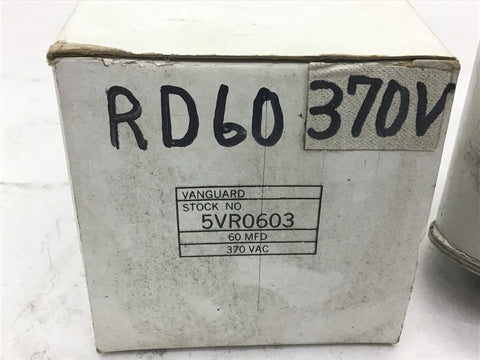 RD60 370V
VANGUARD
STOCK NO.
5VR0603
60 MFD
370 VAC